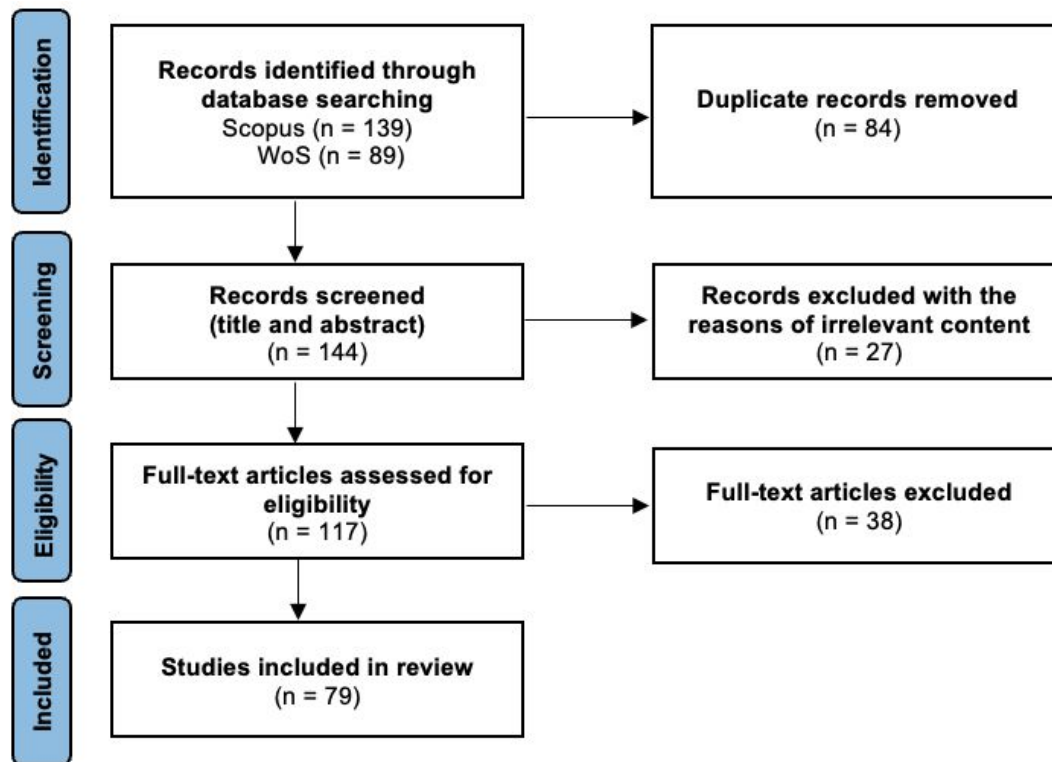 Identification
Records identified through
database searching
Scopus (n = 139)
WoS (n = 89)
Duplicate records removed
(n = 84)
Screening
Records screened
(title and abstract)
(n = 144)
Records excluded with the
reasons of irrelevant content
(n = 27)
Eligibility
Full-text articles assessed for
eligibility
(n = 117)
Full-text articles excluded
(n = 38)
Included
Studies included in review
(n = 79)